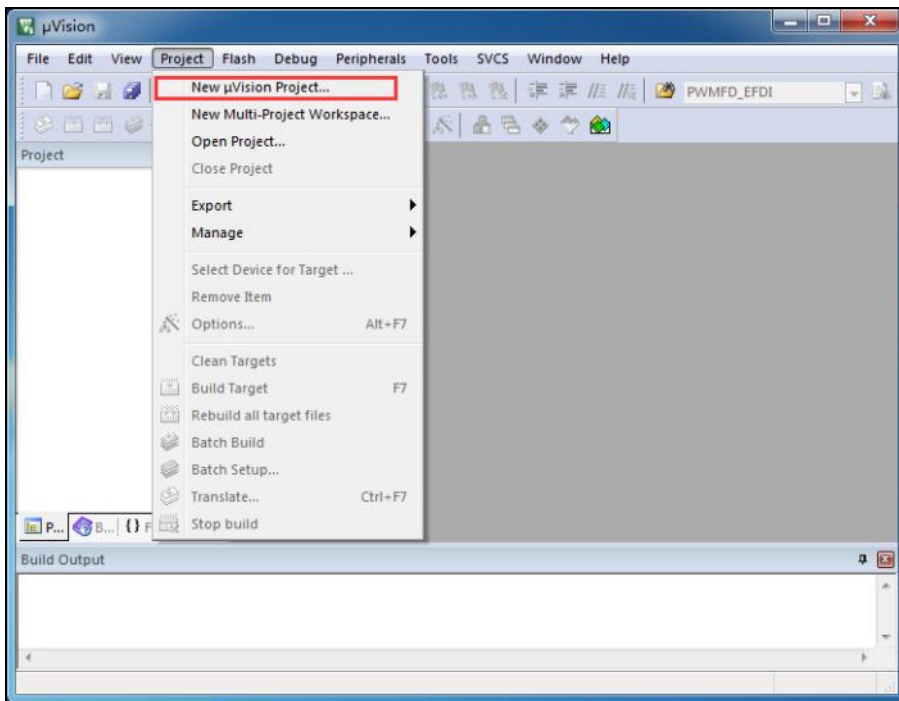 µVision
File Edit View Project Flash Debug Peripherals Tools SVCS Window Help
New µVision Project...
PWMFD_EFDI
New Multi-Project Workspace...
Project
Open Project...
Close Project
Export
Manage
Select Device for Target ...
Remove Item
Options... Alt+F7
Clean Targets
Build Target F7
Rebuild all target files
Batch Build
Batch Setup...
Translate... Ctrl+F7
Stop build
P... B... {} F
Build Output